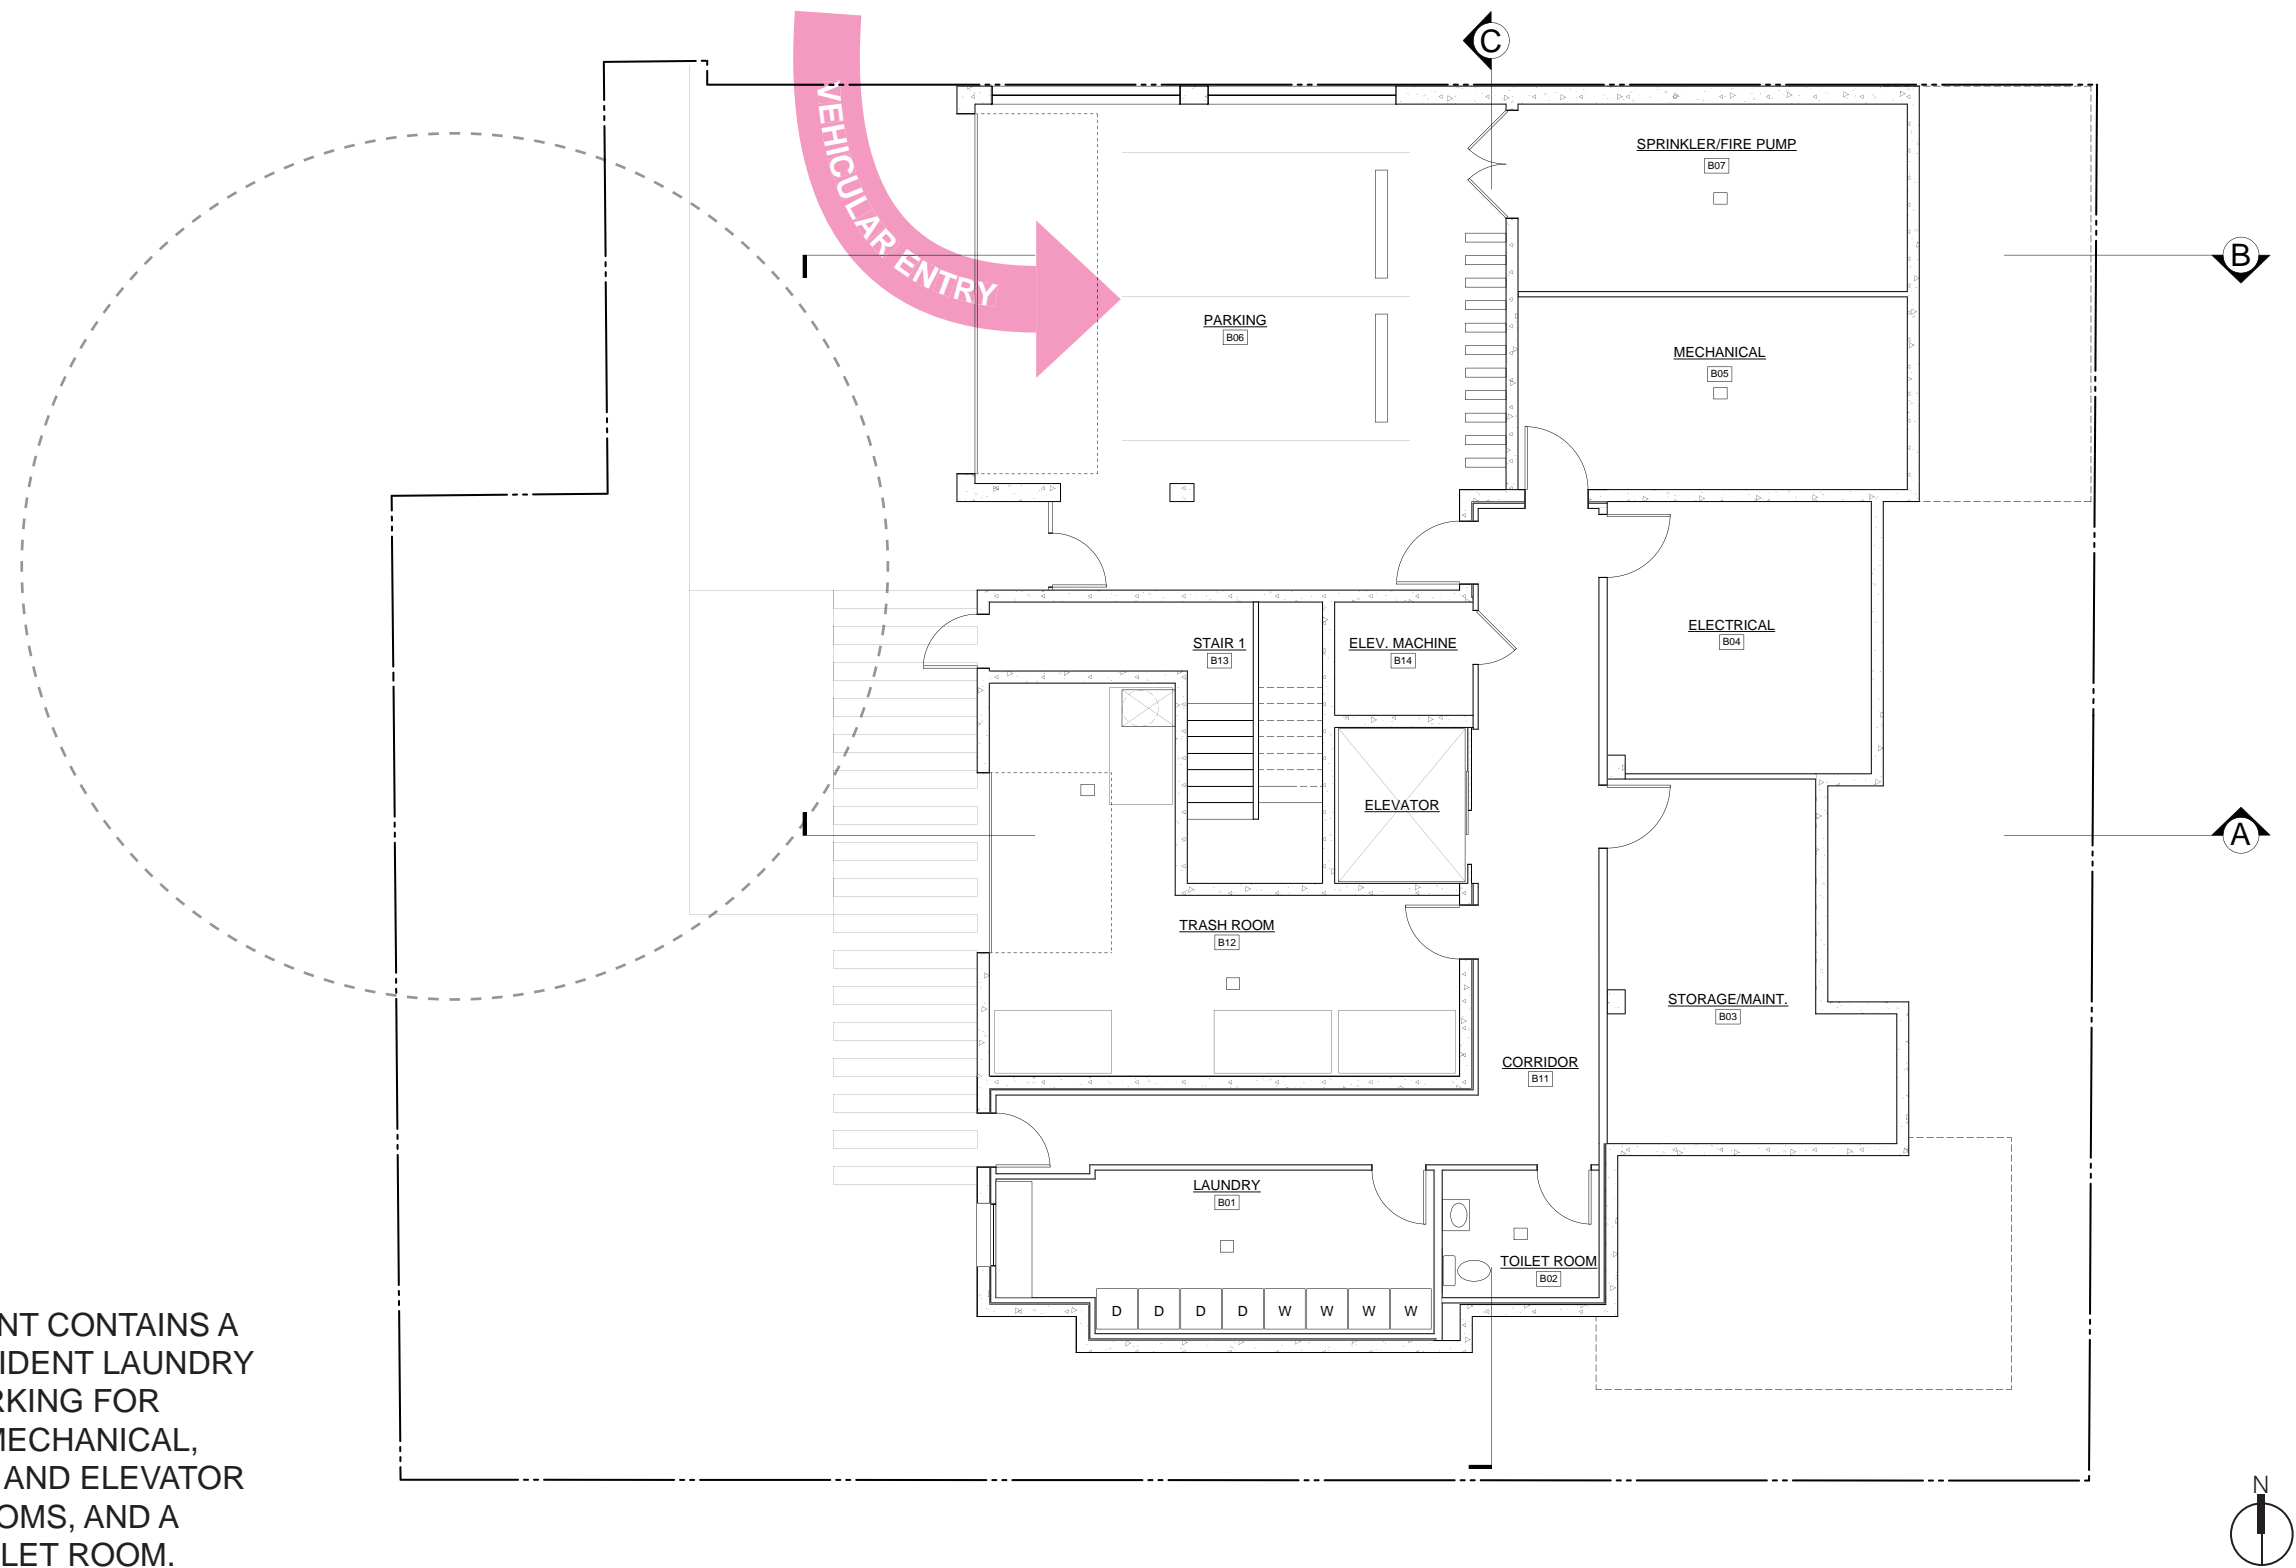 C
VEHICULAR ENTRY
SPRINKLER/FIRE PUMP
B07
B
PARKING
B06
MECHANICAL
B05
ELECTRICAL
B04
STAIR 1
B13
ELEV. MACHINE
B14
ELEVATOR
A
TRASH ROOM
B12
STORAGE/MAINT.
B03
CORRIDOR
B11
LAUNDRY
B01
TOILET ROOM
B02
D D D D W W W W
NT CONTAINS A
IDENT LAUNDRY
RKING FOR
MECHANICAL,
AND ELEVATOR
OMS, AND A
LET ROOM.
N